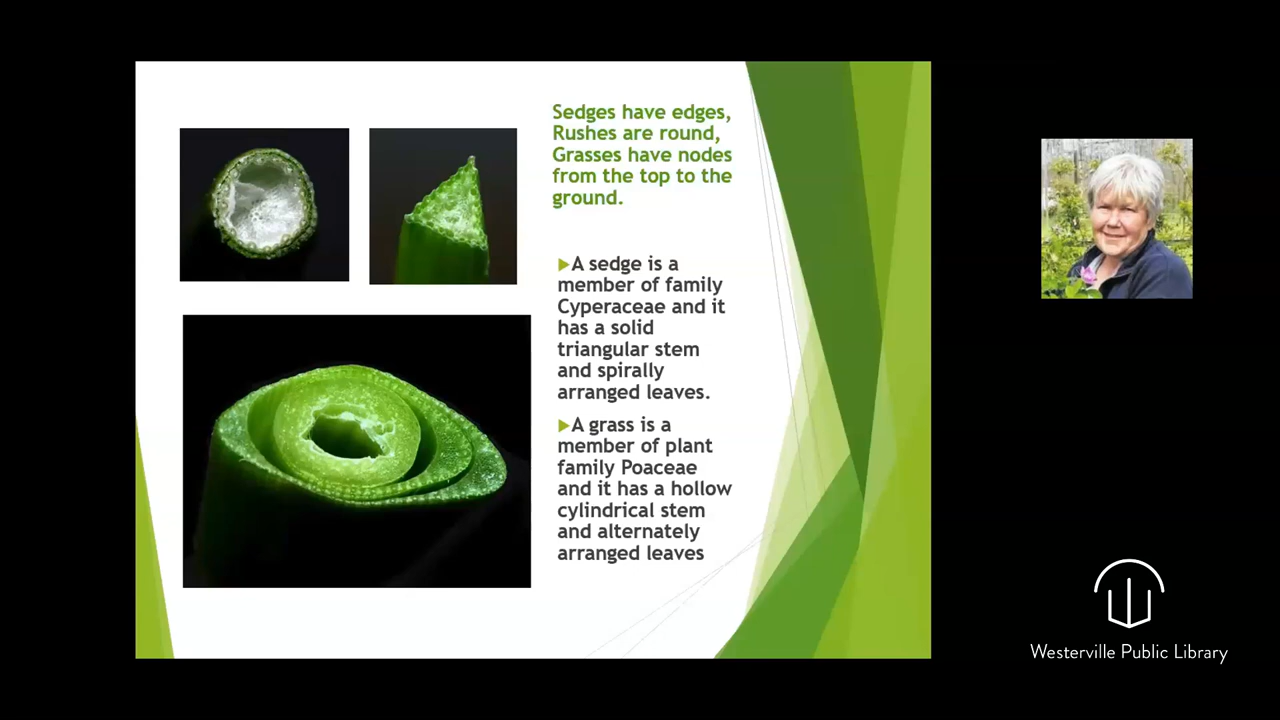 Sedges have edges,
Rushes are round,
Grasses have nodes
from the top to the
ground.
A sedge is a
member of family
Cyperaceae and it
has a solid
triangular stem
and spirally
arranged leaves.
A grass is a
member of plant
family Poaceae
and it has a hollow
cylindrical stem
and alternately
arranged leaves
Westerville Public Library